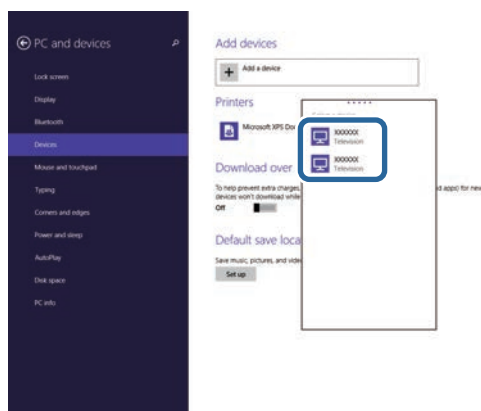 PC and devices
Lock screen
Display
Bluetooth
Devices
Mouse and touchpad
Typing
Corners and edges
Power and sleep
AutoPlay
Disk space
PC info
Add devices
Add a device
Printers
Microsoft XPS Doc
Download over
To help prevent extra charges,
d apps) for new
devices won't download while
Off
Default save loca
Save music, pictures, and vide
Set up
XXXXXX
Television
XXXXXX
Television